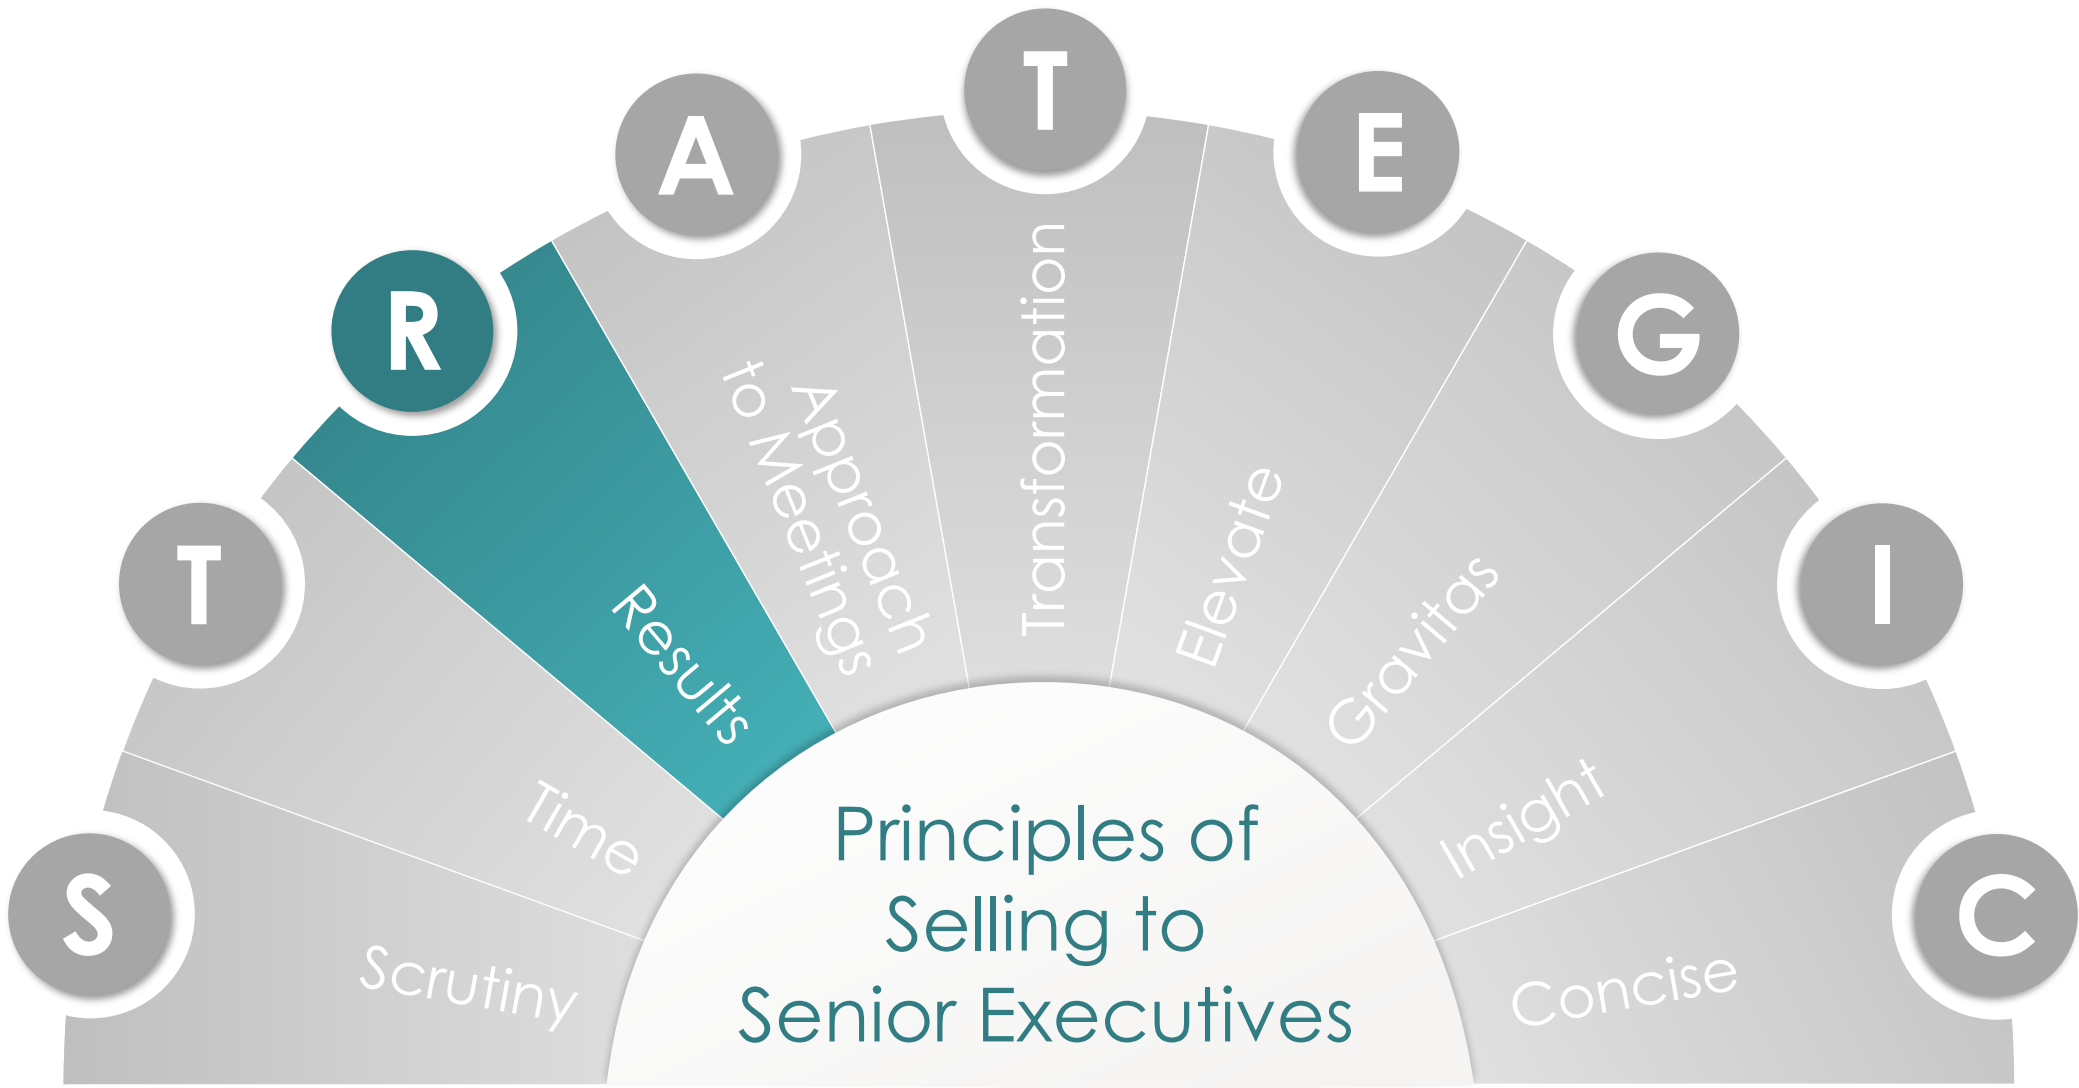 S
T
R
A
T
E
G
I
C
Scrutiny
Time
Results
Approach
to Meetings
Transformation
Elevate
Gravitas
Insight
Concise
Principles of
Selling to
Senior Executives